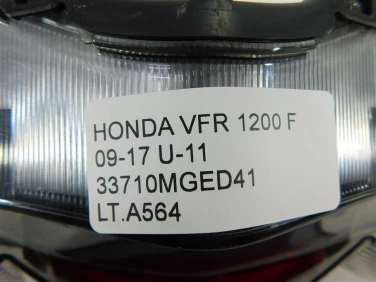 HONDA VFR 1200 F
09-17 U-11
33710MGED41
LT.A564